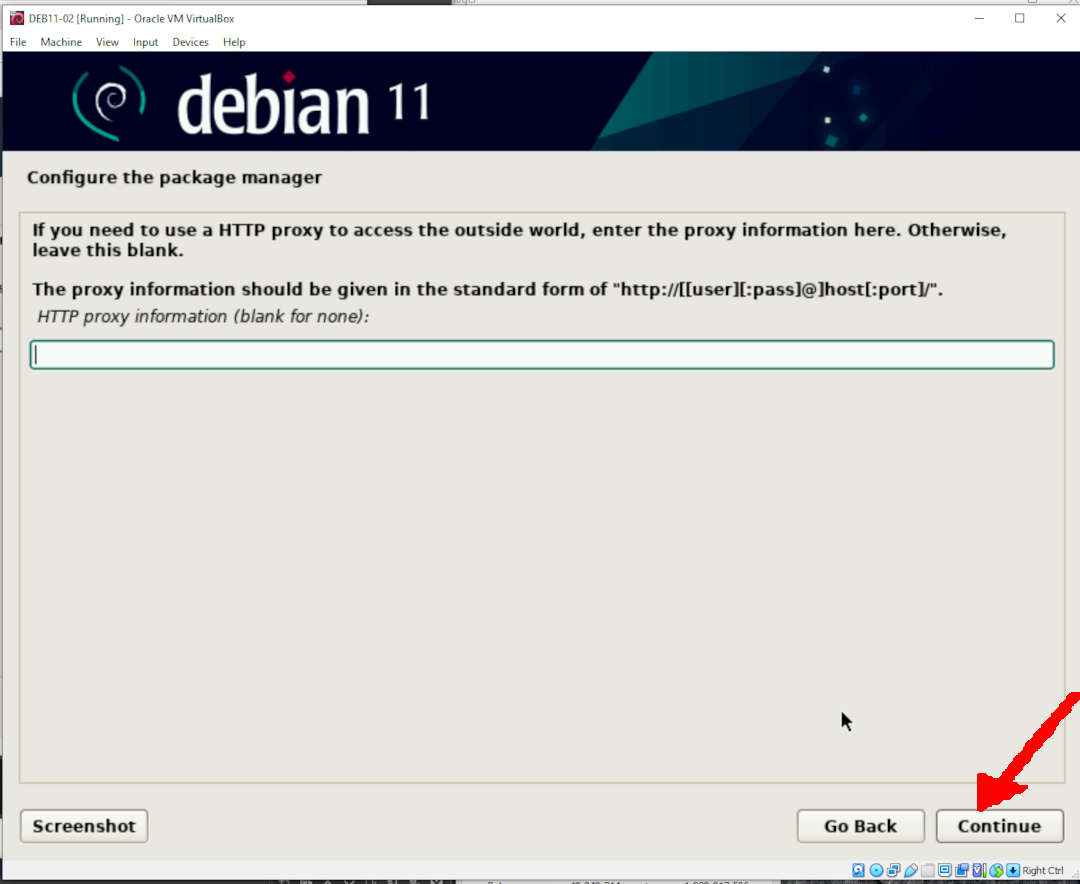 DEB11-02 [Running] - Oracle VM VirtualBox
File Machine View Input Devices Help
debian 11
Configure the package manager
If you need to use a HTTP proxy to access the outside world, enter the proxy information here. Otherwise,
leave this blank.
The proxy information should be given in the standard form of "http://[[user][:pass]@]host[:port]/".
HTTP proxy information (blank for none):
Screenshot
Go Back
Continue
Right Ctrl